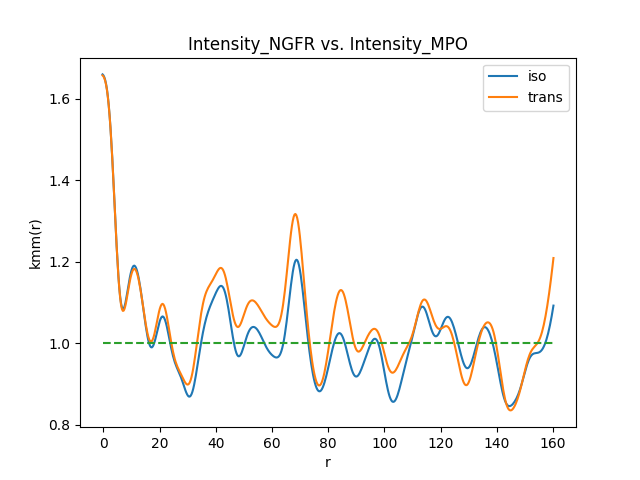 Intensity_NGFR vs. Intensity_MPO
iso
trans
kmm(r)
1.6
1.4
1.2
1.0
0.8
0 20 40 60 80 100 120 140 160
r